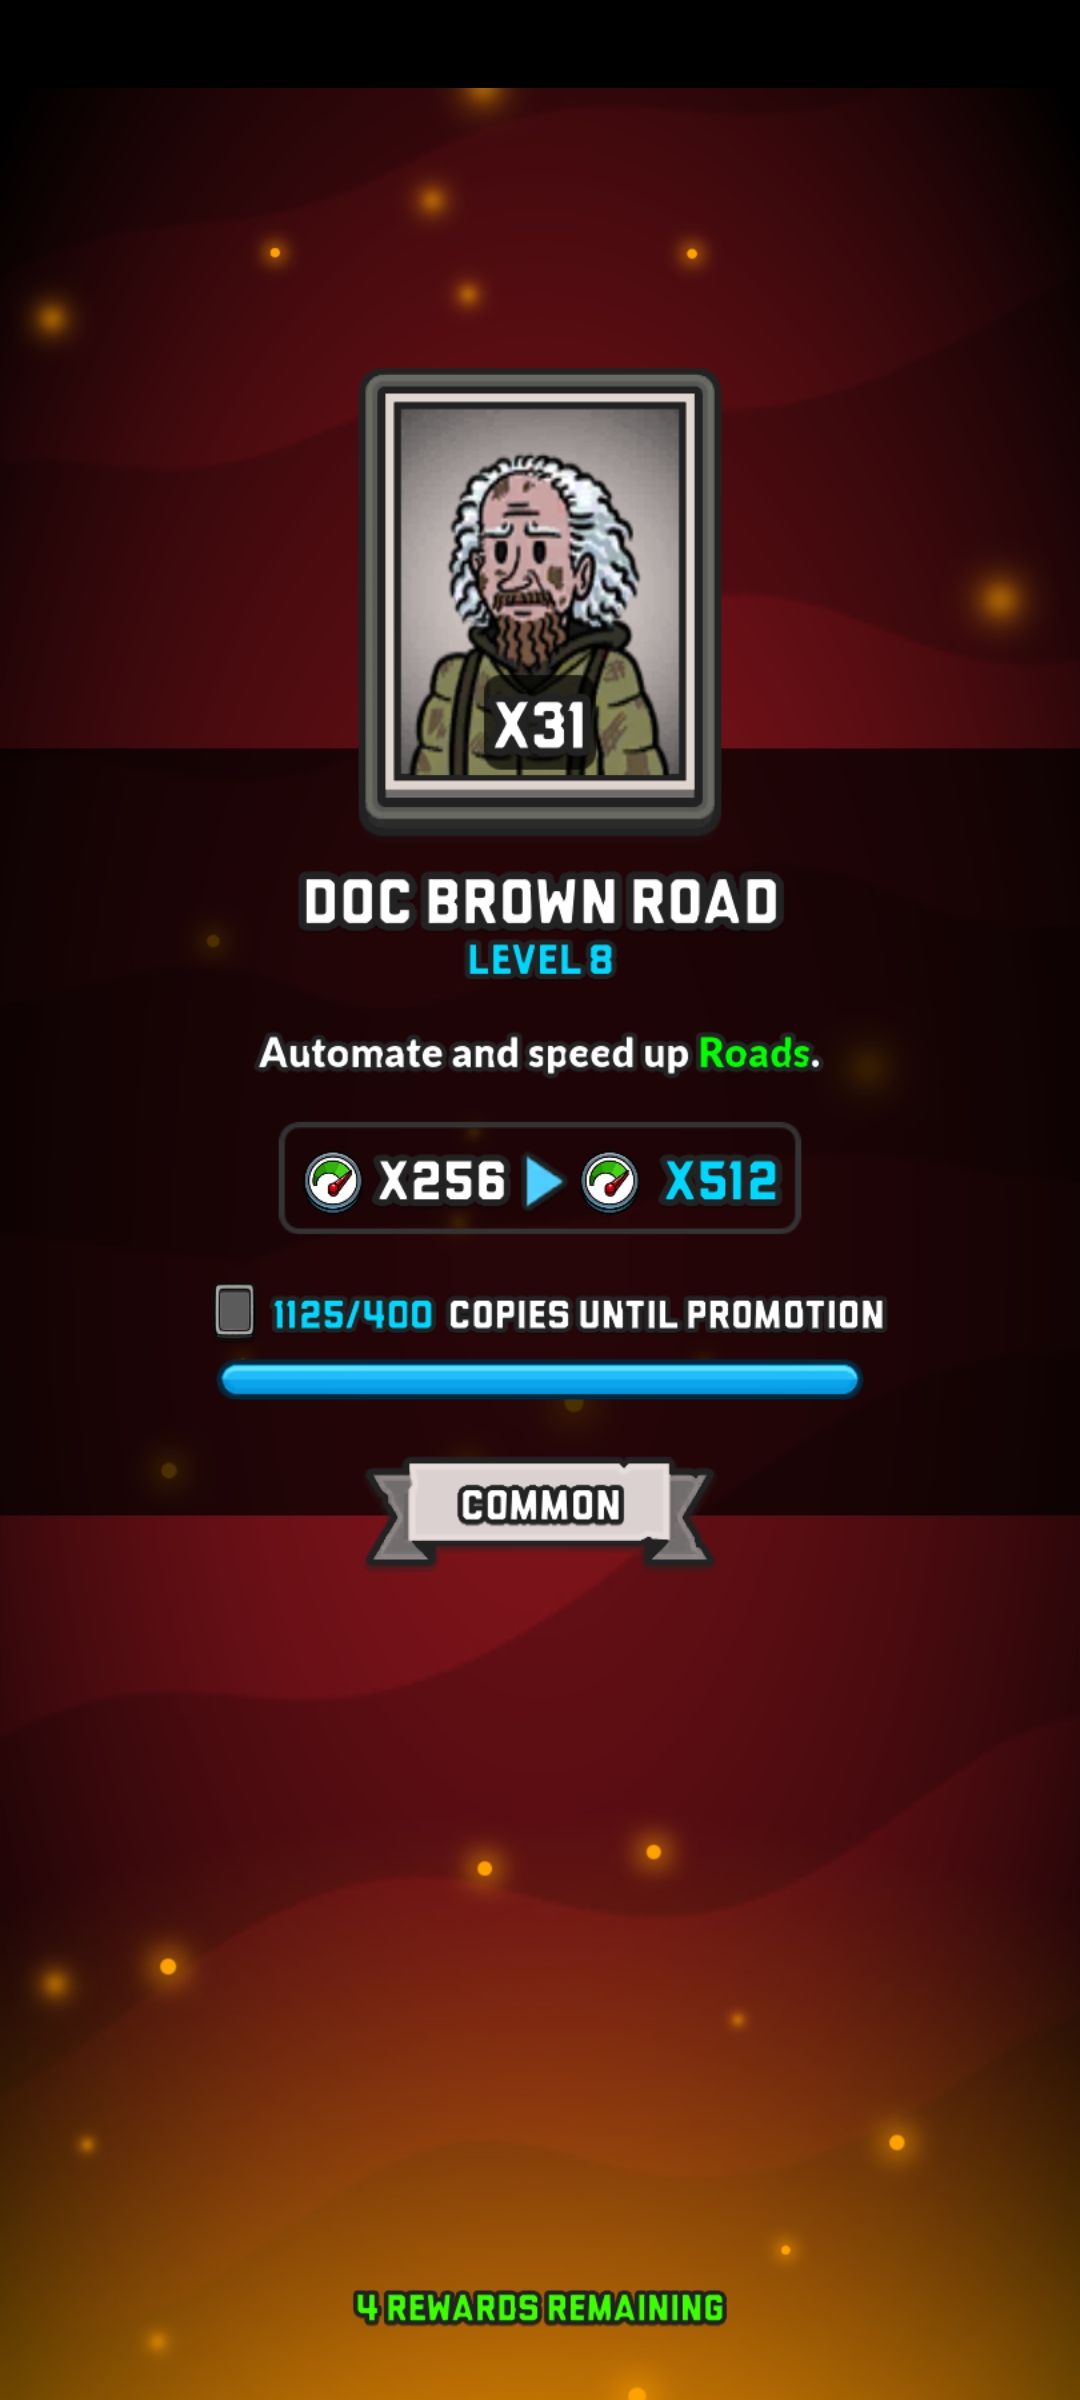 X31
DOC BROWN ROAD
LEVEL 8
Automate and speed up Roads.
X256 X512
1125/400 COPIES UNTIL PROMOTION
COMMON
4 REWARDS REMAINING